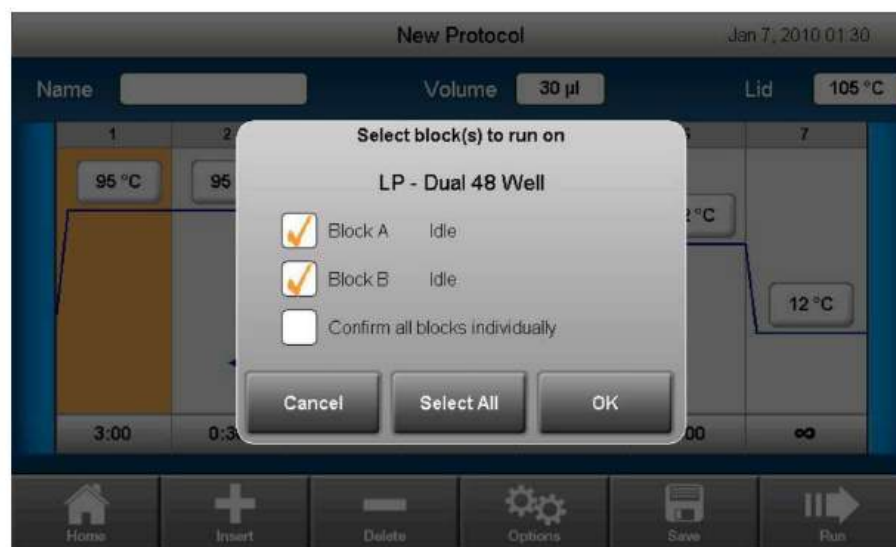 New Protocol Jan 7, 2010 01:30
Name Volume 30 µl Lid 105 °C
1 2 7
Select block(s) to run on
95 °C 95 LP - Dual 48 Well
Block A Idle
Block B Idle 12 °C
Confirm all blocks individually
Cancel Select All OK
3:00 ∞
Home Insert Delete Options Save Run